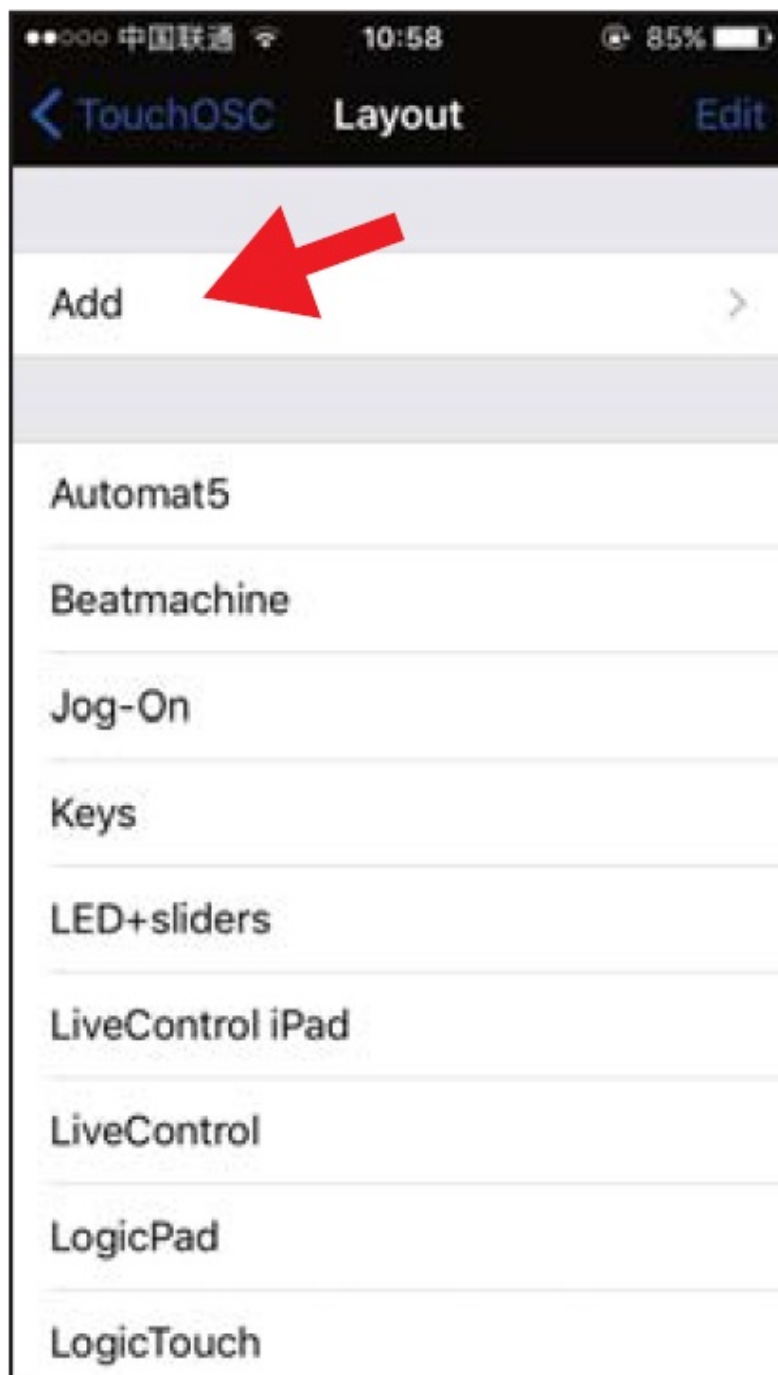 中国联通 10:58 85%
TouchOSC Layout Edit
Add
Automat5
Beatmachine
Jog-On
Keys
LED+sliders
LiveControl iPad
LiveControl
LogicPad
LogicTouch